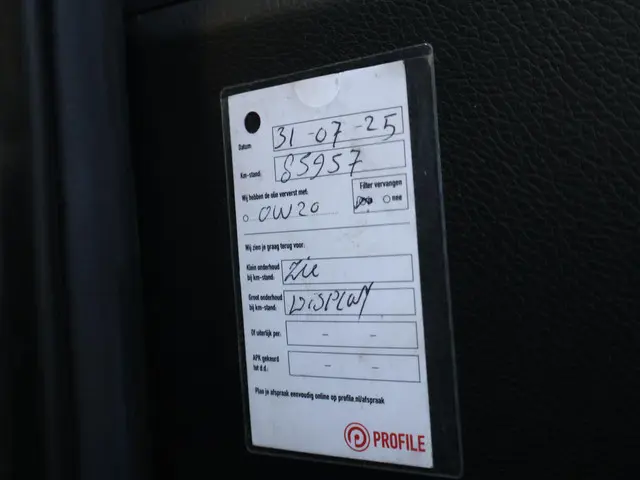 Datum: 31-07-25
Km-stand: 85957
Wij hebben de olie ververst met:
0W20
Filter vervangen
nee
Wij zien je graag terug voor:
Klein onderhoud bij km-stand: Zie
Groot onderhoud bij km-stand: DISPLAY
Of uiterlijk per: - -
APK gekeurd tot d.d.: - -
Plan je afspraak eenvoudig online op profile.nl/afspraak
PROFILE